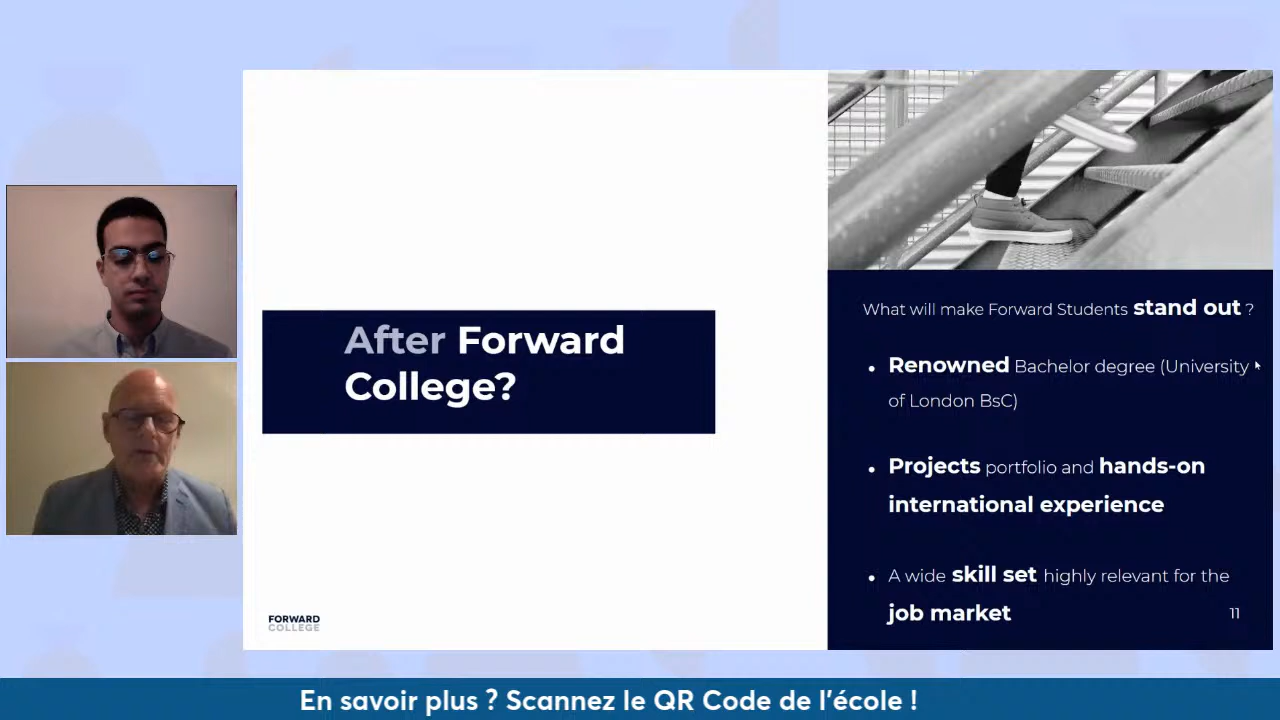 After Forward
College?
FORWARD
COLLEGE
What will make Forward Students stand out ?
• Renowned Bachelor degree (University
of London BsC)
• Projects portfolio and hands-on
international experience
• A wide skill set highly relevant for the
job market
11
En savoir plus ? Scannez le QR Code de l'école !